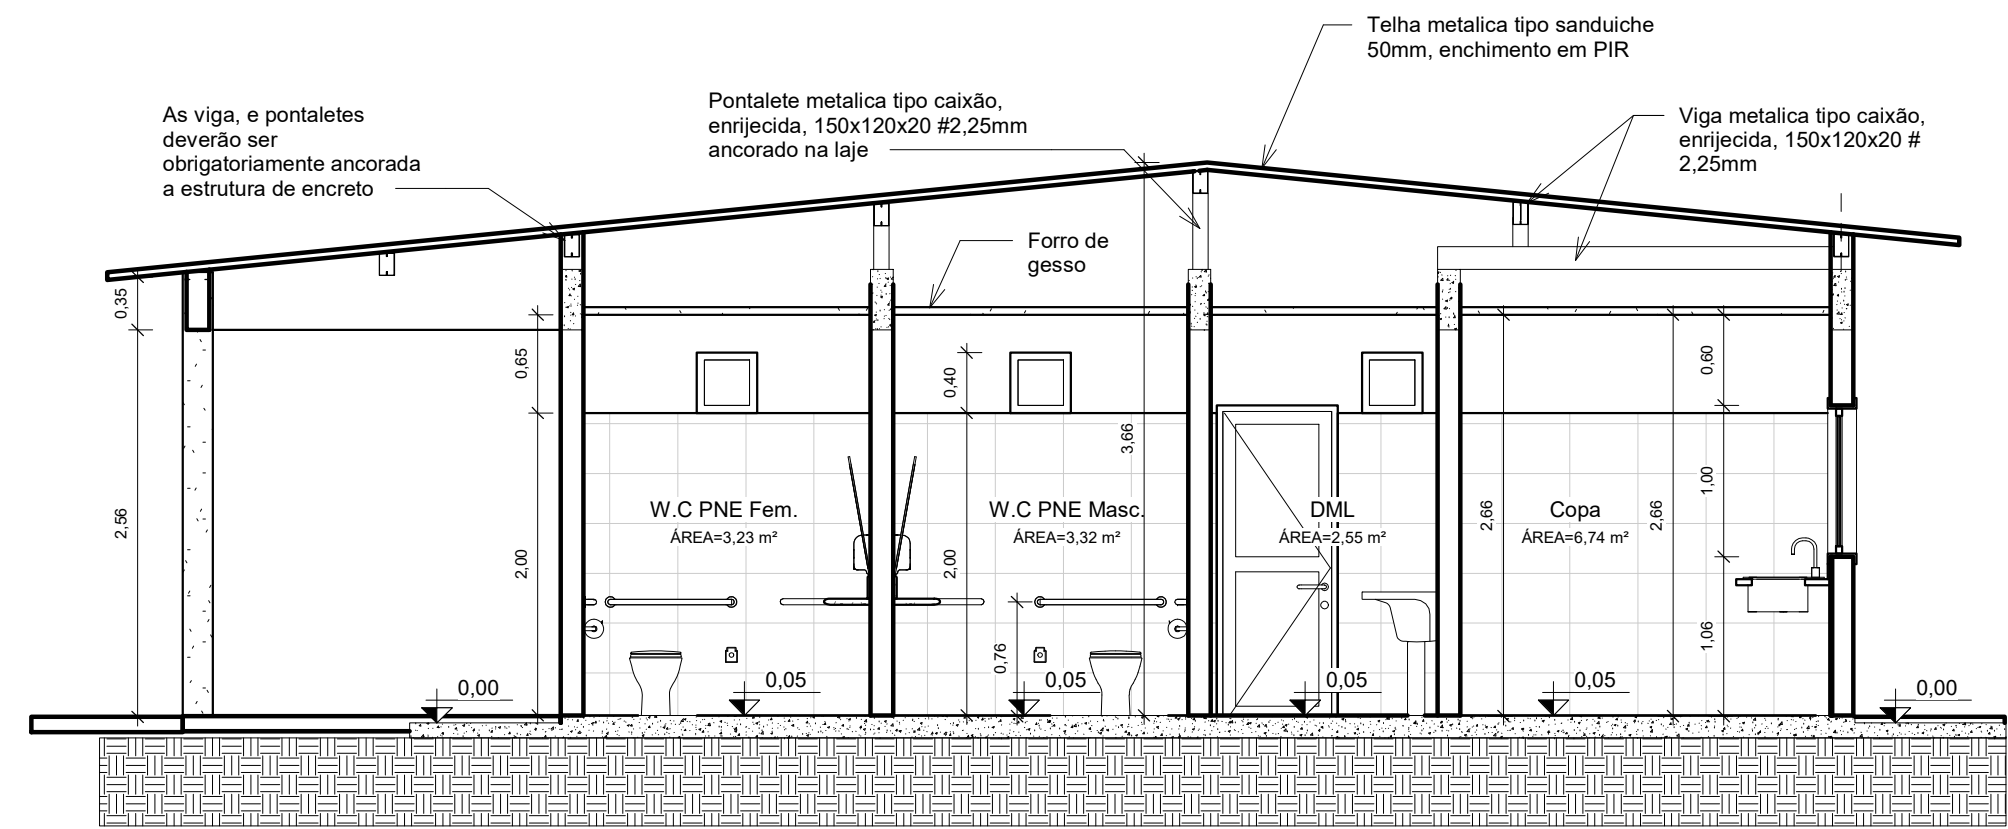 Telha metalica tipo sanduiche
50mm, enchimento em PIR
Pontalete metalica tipo caixão,
enrijecida, 150x120x20 #2,25mm
ancorado na laje
As viga, e pontaletes
deverão ser
obrigatoriamente ancorada
a estrutura de encreto
Viga metalica tipo caixão,
enrijecida, 150x120x20 #
2,25mm
Forro de
gesso
0,35
0,65
0,40
0,60
3,66
2,56
2,00
2,00
2,66
2,66
1,00
1,06
0,76
W.C PNE Fem.
ÁREA=3,23 m²
W.C PNE Masc.
ÁREA=3,32 m²
DML
ÁREA=2,55 m²
Copa
ÁREA=6,74 m²
0,00
0,05
0,05
0,05
0,05
0,00